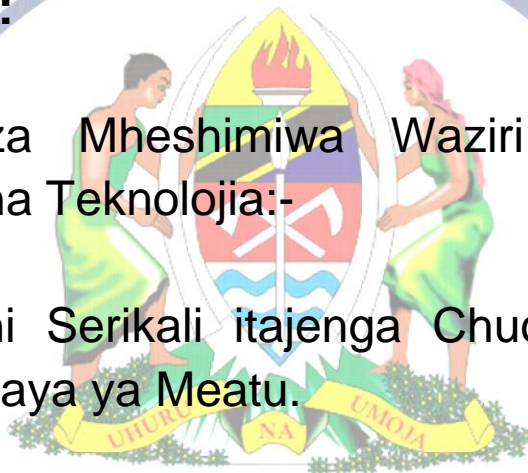 :
za Mheshimiwa Waziri
na Teknolojia:-
ni Serikali itajenga Chuo
aya ya Meatu.
UHURU NA UMOJA